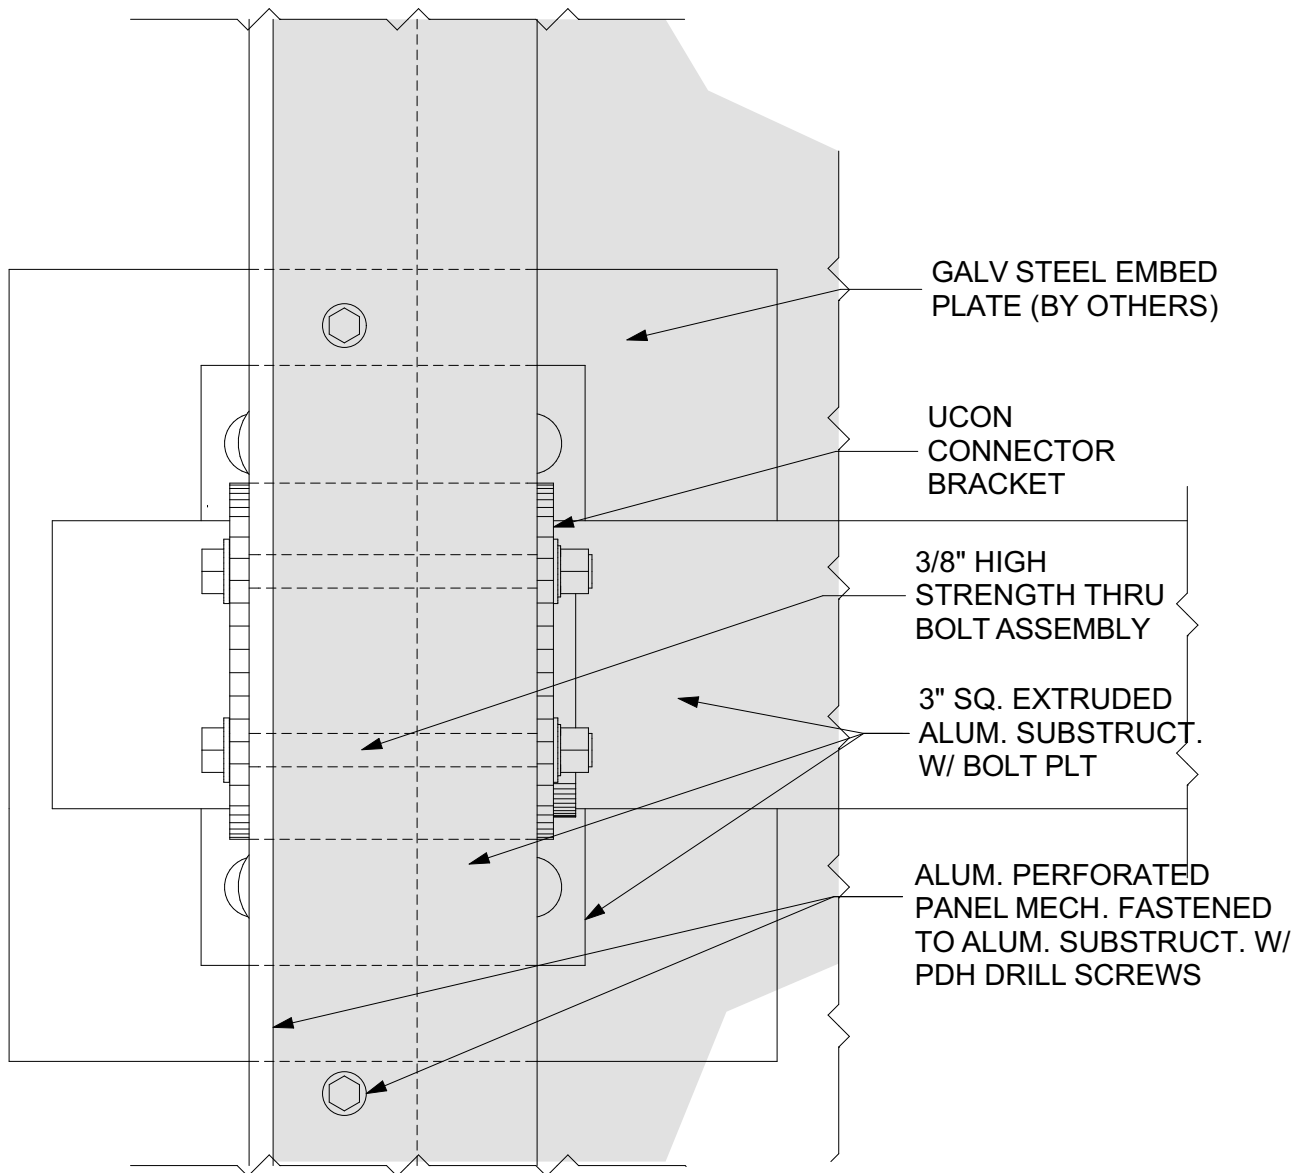 GALV STEEL EMBED
PLATE (BY OTHERS)
UCON
CONNECTOR
BRACKET
3/8" HIGH
STRENGTH THRU
BOLT ASSEMBLY
3" SQ. EXTRUDED
ALUM. SUBSTRUCT.
W/ BOLT PLT
ALUM. PERFORATED
PANEL MECH. FASTENED
TO ALUM. SUBSTRUCT. W/
PDH DRILL SCREWS